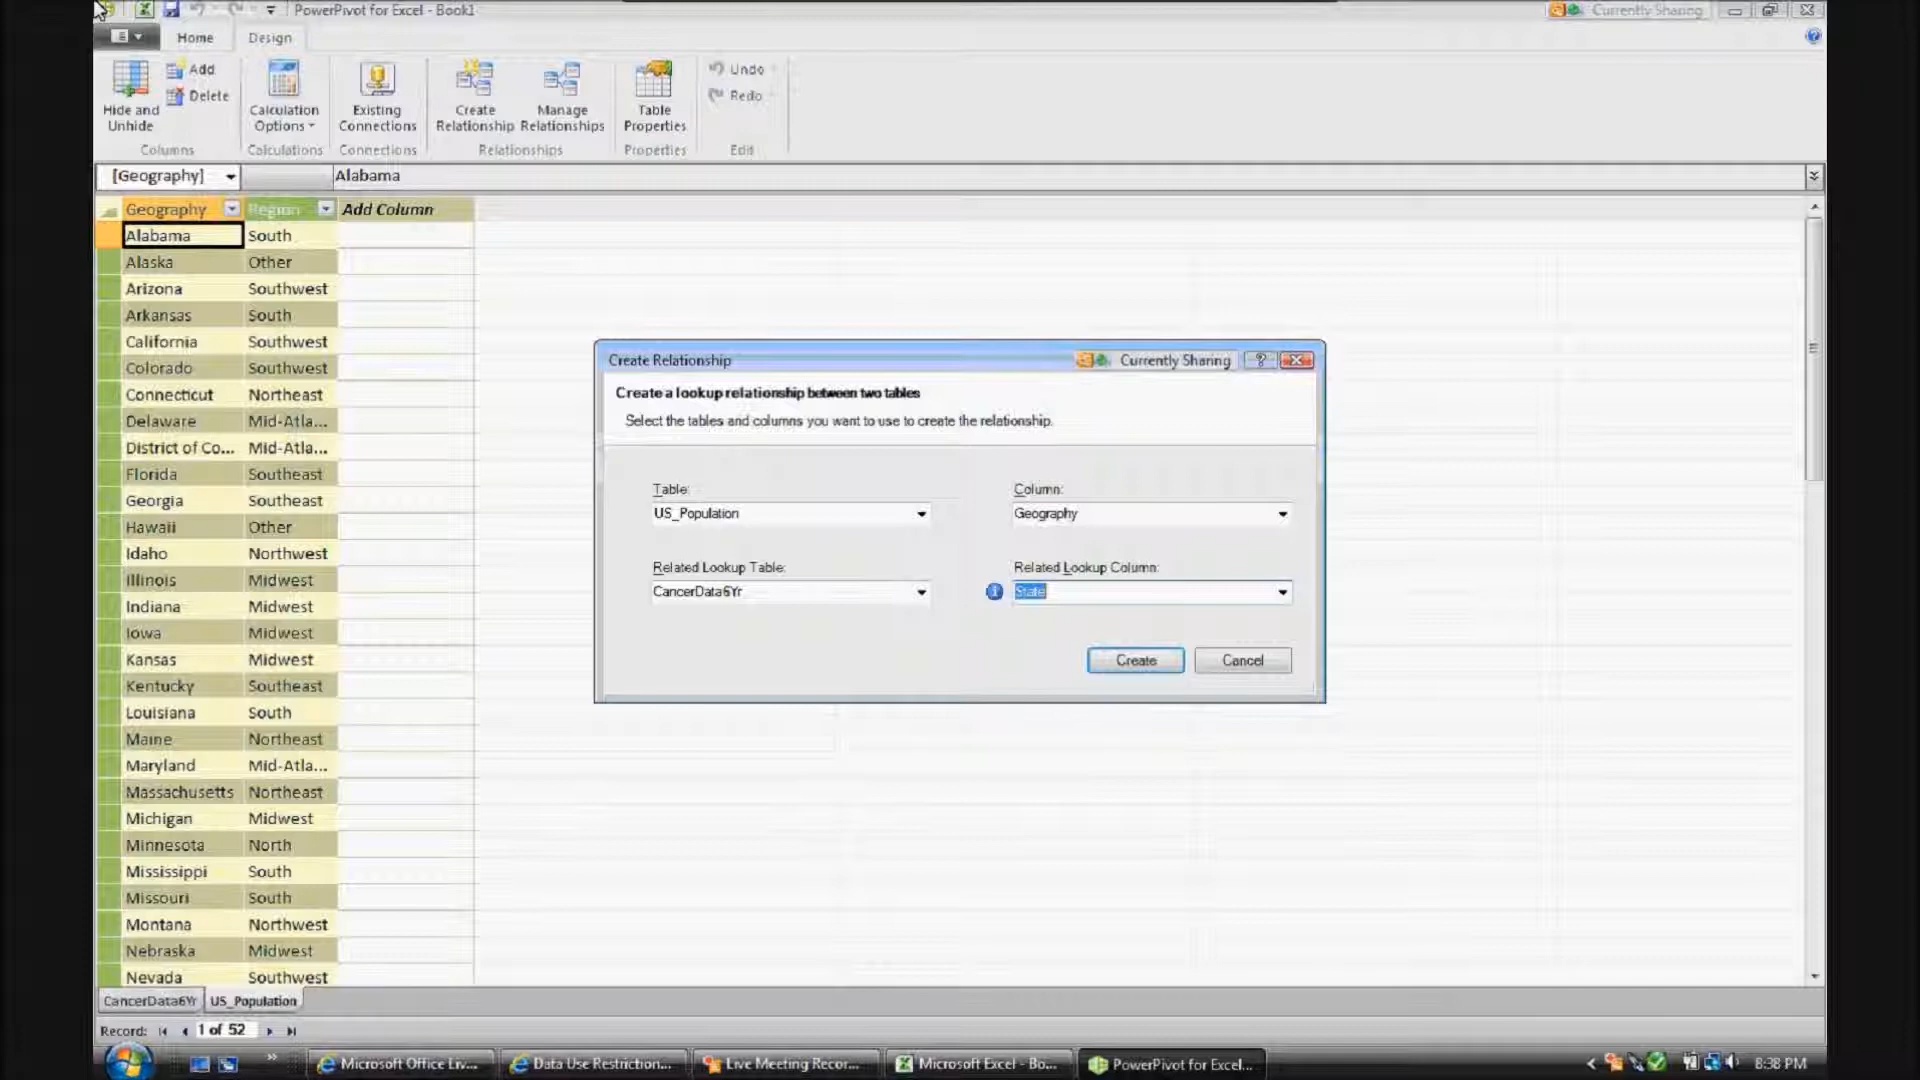 PowerPivot for Excel - Book1
Currently Sharing
Home
Design
Hide and Unhide
Add
Delete
Columns
Calculation Options
Calculations
Existing Connections
Connections
Create Relationship
Manage Relationships
Relationships
Table Properties
Properties
Undo
Redo
Edit
[Geography]
Alabama
Geography Region Add Column
Alabama South
Alaska Other
Arizona Southwest
Arkansas South
California Southwest
Colorado Southwest
Connecticut Northeast
Delaware Mid-Atla...
District of Co... Mid-Atla...
Florida Southeast
Georgia Southeast
Hawaii Other
Idaho Northwest
Illinois Midwest
Indiana Midwest
Iowa Midwest
Kansas Midwest
Kentucky Southeast
Louisiana South
Maine Northeast
Maryland Mid-Atla...
Massachusetts Northeast
Michigan Midwest
Minnesota North
Mississippi South
Missouri South
Montana Northwest
Nebraska Midwest
Nevada Southwest
Create Relationship
Currently Sharing
Create a lookup relationship between two tables
Select the tables and columns you want to use to create the relationship.
Table:
US_Population
Column:
Geography
Related Lookup Table:
CancerData6Yr
Related Lookup Column:
State
Create
Cancel
CancerData6Yr US_Population
Record: 1 of 52
Microsoft Office Liv...
Data Use Restriction...
Live Meeting Recor...
Microsoft Excel - Bo...
PowerPivot for Excel...
8:38 PM